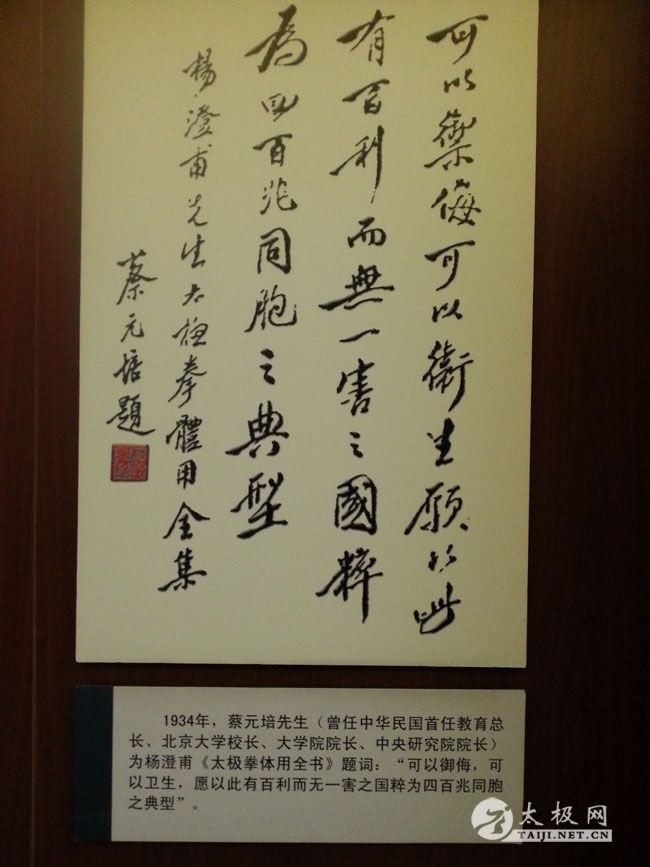 可以禦侮可以衛生願以此
有百利而無一害之國粹
為四百兆同胞之典型
楊澄甫先生太極拳體用全集
蔡元培題
1934年，蔡元培先生（曾任中华民国首任教育总
长、北京大学校长、大学院院长、中央研究院院长）
为杨澄甫《太极拳体用全书》题词：“可以御侮，可
以卫生，愿以此有百利而无一害之国粹为四百兆同胞
之典型”。
太极网
TAIJI.NET.CN